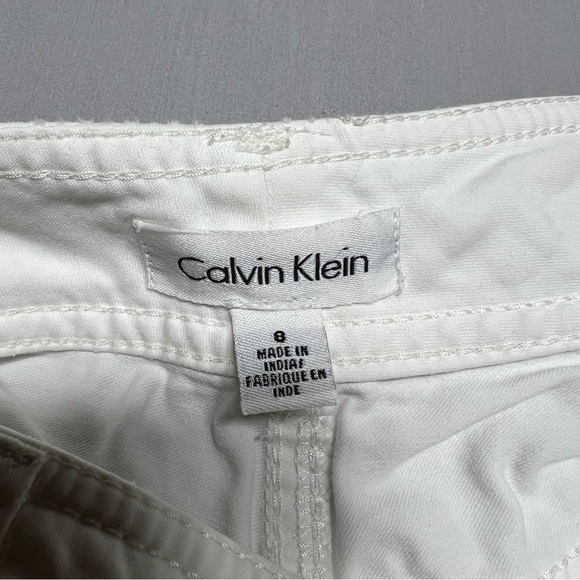 Calvin Klein
8
MADE IN
INDIA/
FABRIQUE EN
INDE